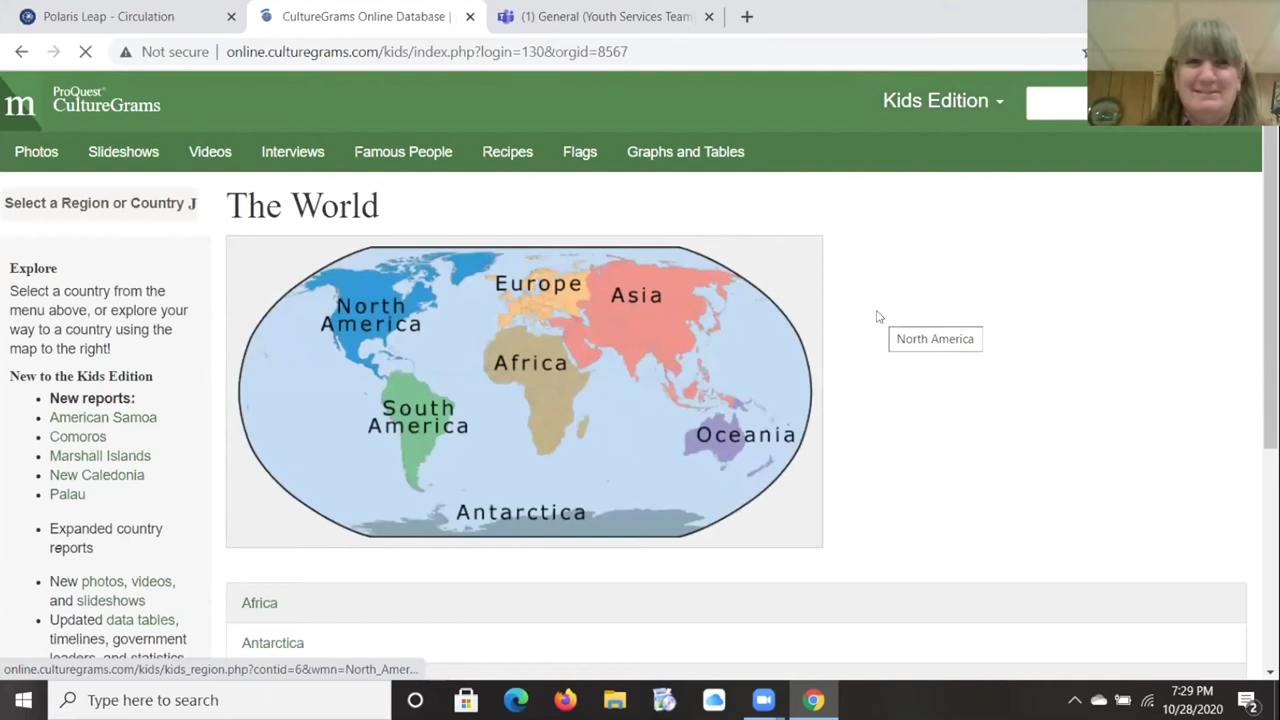 Polaris Leap - Circulation
CultureGrams Online Database |
(1) General (Youth Services Team
Not secure
online.culturegrams.com/kids/index.php?login=130&orgid=8567
m
ProQuest®
CultureGrams
Kids Edition
Photos
Slideshows
Videos
Interviews
Famous People
Recipes
Flags
Graphs and Tables
Select a Region or Country J
The World
Explore
Select a country from the
menu above, or explore your
way to a country using the
map to the right!
New to the Kids Edition
New reports:
American Samoa
Comoros
Marshall Islands
New Caledonia
Palau
Expanded country
reports
New photos, videos,
and slideshows
Updated data tables,
timelines, government
leaders, and statistics
North
America
Europe
Asia
Africa
South
America
Oceania
Antarctica
North America
Africa
Antarctica
online.culturegrams.com/kids/kids_region.php?contid=6&wmn=North_Amer...
Type here to search
7:29 PM
10/28/2020
2